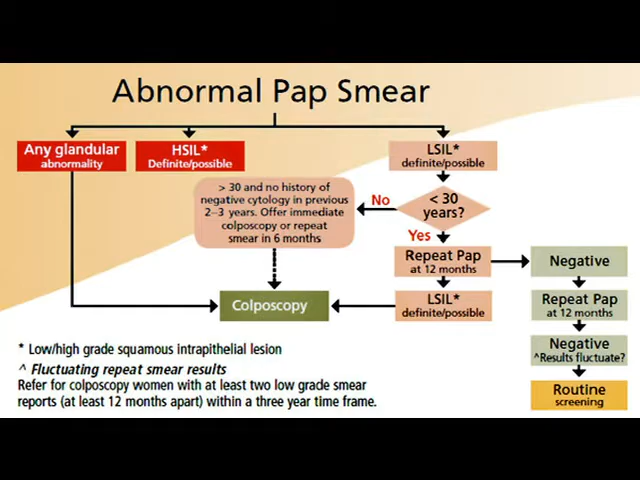 Abnormal Pap Smear
Any glandular
abnormality
HSIL*
Definite/possible
LSIL*
definite/possible
> 30 and no history of
negative cytology in previous
2–3 years. Offer immediate
colposcopy or repeat
smear in 6 months
No
< 30
years?
Yes
Repeat Pap
at 12 months
Negative
Colposcopy
LSIL*
definite/possible
Repeat Pap
at 12 months
Negative
^Results fluctuate?
Routine
screening
* Low/high grade squamous intrapithelial lesion
^ Fluctuating repeat smear results
Refer for colposcopy women with at least two low grade smear
reports (at least 12 months apart) within a three year time frame.